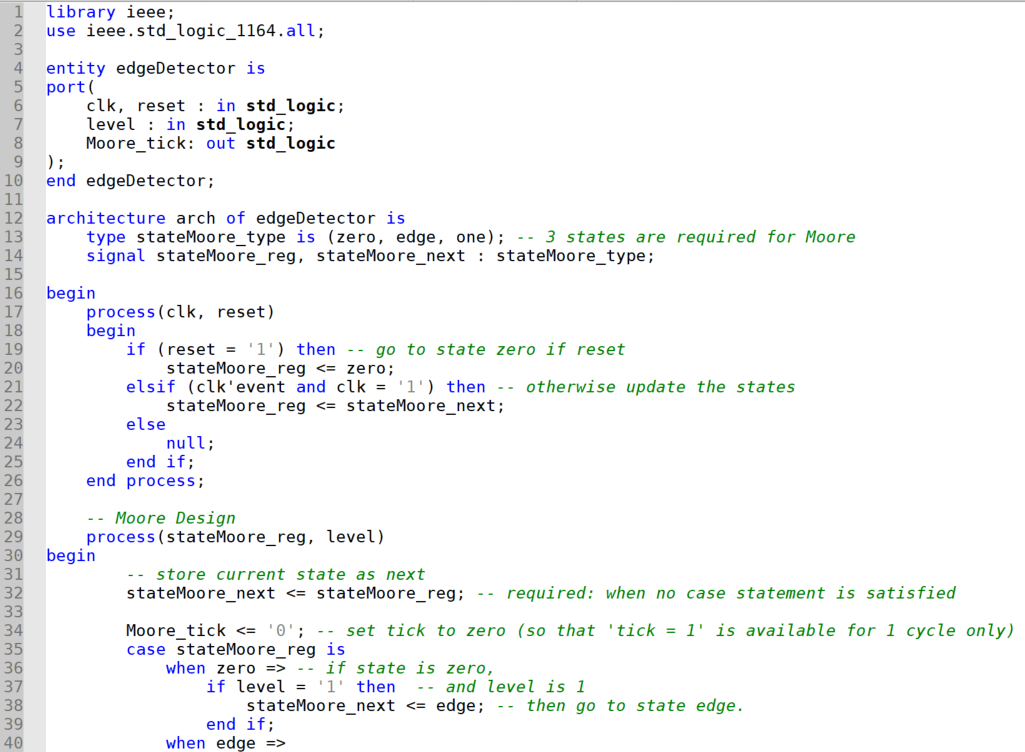 1 library ieee;
2 use ieee.std_logic_1164.all;
3
4 entity edgeDetector is
5 port(
6     clk, reset : in std_logic;
7     level : in std_logic;
8     Moore_tick: out std_logic
9 );
10 end edgeDetector;
11
12 architecture arch of edgeDetector is
13     type stateMoore_type is (zero, edge, one); -- 3 states are required for Moore
14     signal stateMoore_reg, stateMoore_next : stateMoore_type;
15
16 begin
17     process(clk, reset)
18     begin
19         if (reset = '1') then -- go to state zero if reset
20             stateMoore_reg <= zero;
21         elsif (clk'event and clk = '1') then -- otherwise update the states
22             stateMoore_reg <= stateMoore_next;
23         else
24             null;
25         end if;
26     end process;
27
28     -- Moore Design
29     process(stateMoore_reg, level)
30 begin
31         -- store current state as next
32         stateMoore_next <= stateMoore_reg; -- required: when no case statement is satisfied
33
34         Moore_tick <= '0'; -- set tick to zero (so that 'tick = 1' is available for 1 cycle only)
35         case stateMoore_reg is
36             when zero => -- if state is zero,
37                 if level = '1' then  -- and level is 1
38                     stateMoore_next <= edge; -- then go to state edge.
39                 end if;
40             when edge =>